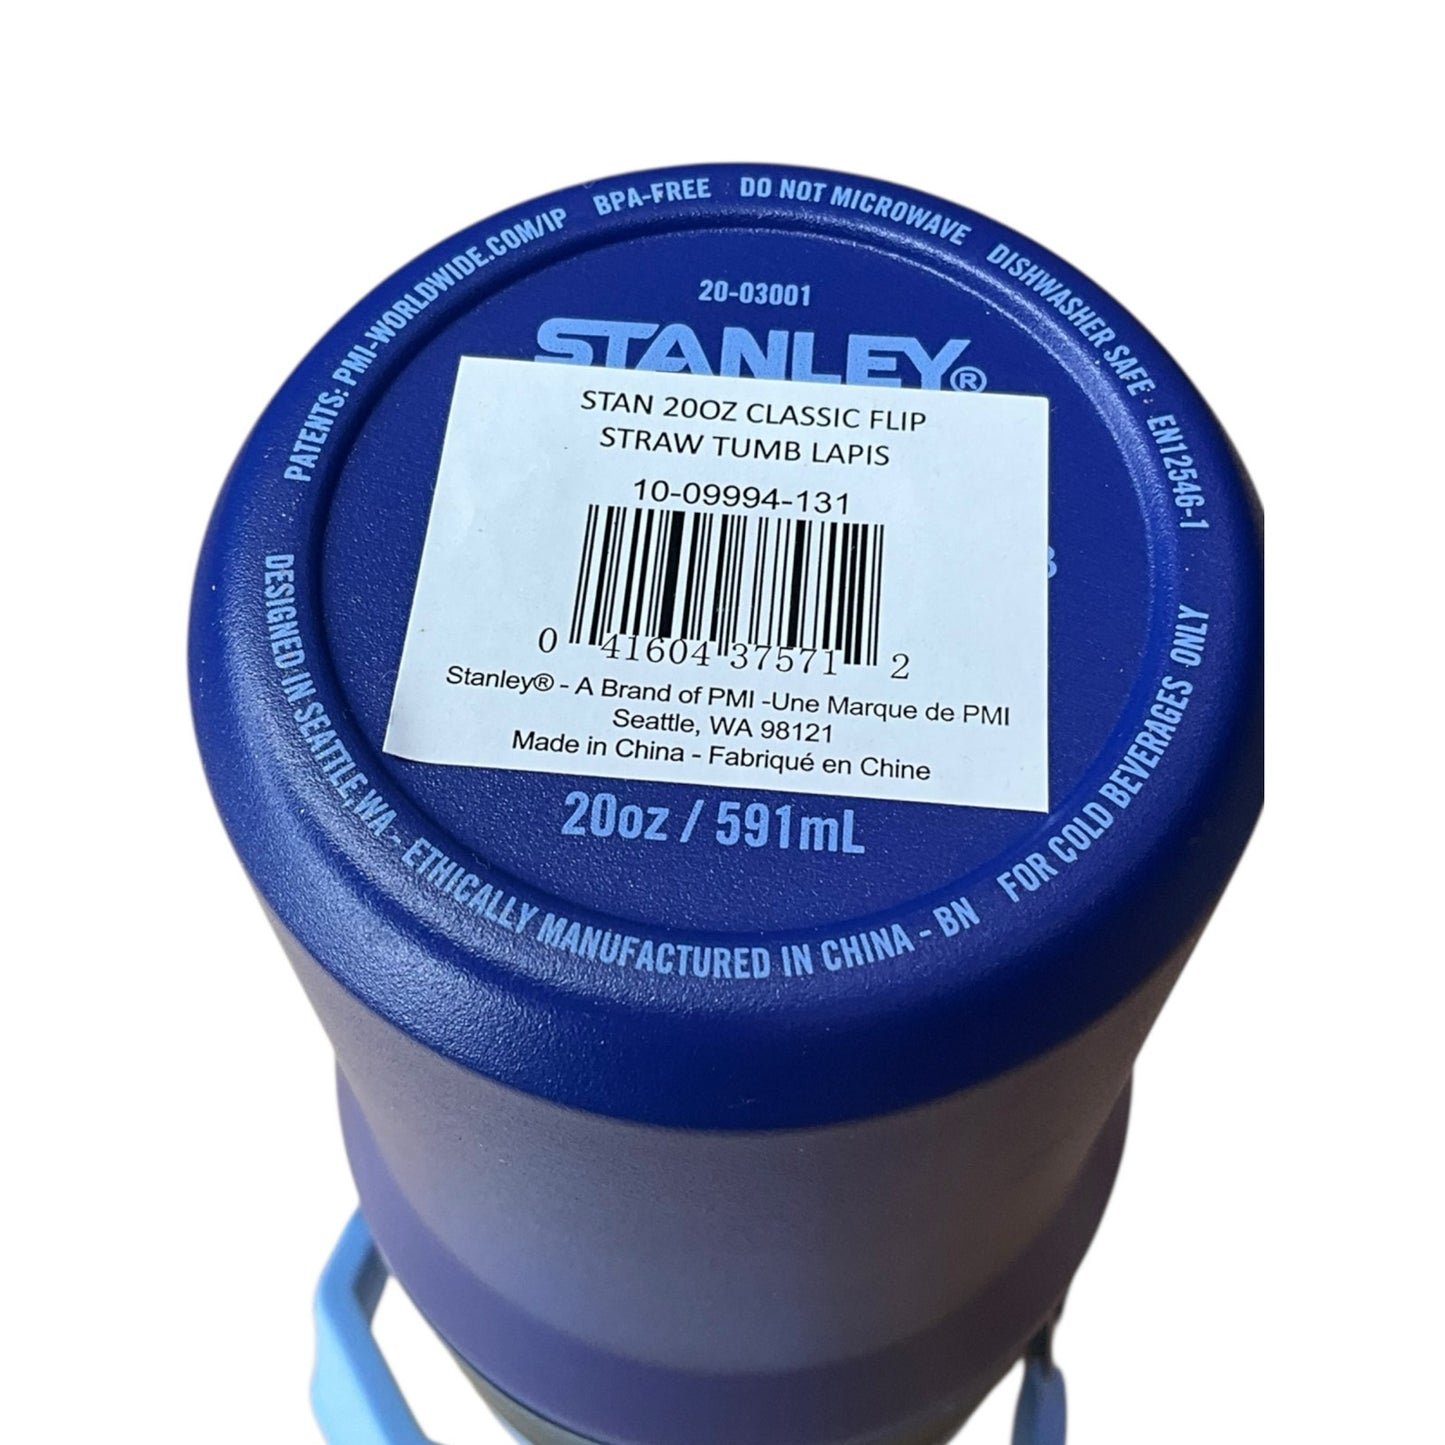 PATENTS: PMI-WORLDWIDE.COM/IP BPA-FREE DO NOT MICROWAVE DISHWASHER SAFE EN12546-1
20-03001
STANLEY®
STAN 20OZ CLASSIC FLIP
STRAW TUMB LAPIS
10-09994-131
0 41604 37571 2
Stanley® - A Brand of PMI -Une Marque de PMI
Seattle, WA 98121
Made in China - Fabriqué en Chine
20oz / 591mL
DESIGNED IN SEATTLE, WA - ETHICALLY MANUFACTURED IN CHINA - BN FOR COLD BEVERAGES ONLY